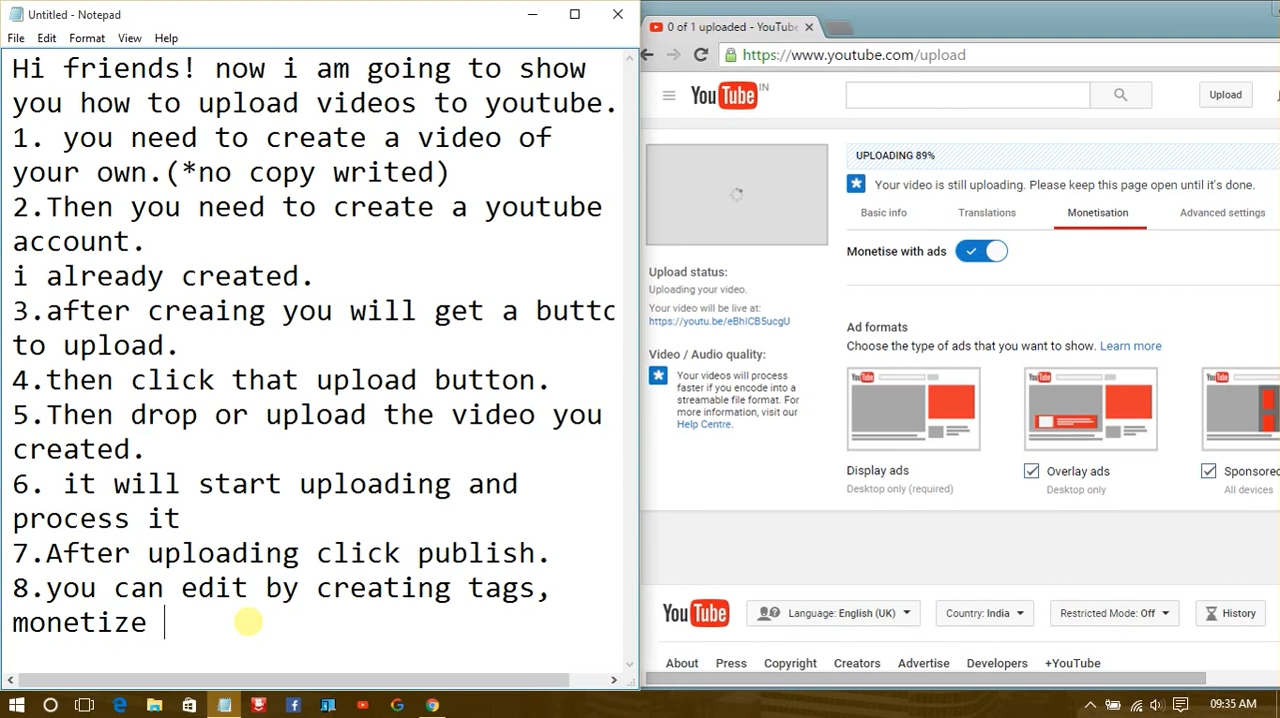 Untitled - Notepad
File Edit Format View Help
Hi friends! now i am going to show
you how to upload videos to youtube.
1. you need to create a video of
your own.(*no copy writed)
2.Then you need to create a youtube
account.
i already created.
3.after creaing you will get a butto
to upload.
4.then click that upload button.
5.Then drop or upload the video you
created.
6. it will start uploading and
process it
7.After uploading click publish.
8.you can edit by creating tags,
monetize
0 of 1 uploaded - YouTube
https://www.youtube.com/upload
YouTube IN
Upload
UPLOADING 89%
Your video is still uploading. Please keep this page open until it's done.
Basic info Translations Monetisation Advanced settings
Monetise with ads
Upload status:
Uploading your video.
Your video will be live at:
https://youtu.be/eBhICB5ucgU
Video / Audio quality:
Your videos will process
faster if you encode into a
streamable file format. For
more information, visit our
Help Centre.
Ad formats
Choose the type of ads that you want to show. Learn more
YouTube YouTube YouTube
Display ads Overlay ads Sponsored
Desktop only (required) Desktop only All devices
YouTube Language: English (UK) Country: India Restricted Mode: Off History
About Press Copyright Creators Advertise Developers +YouTube
09:35 AM